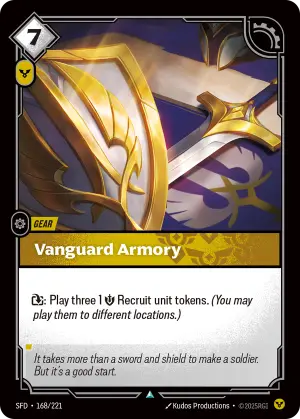 7
GEAR
Vanguard Armory
: Play three 1 Recruit unit tokens. (You may
play them to different locations.)
It takes more than a sword and shield to make a soldier.
But it's a good start.
SFD • 168/221
Kudos Productions • ©2025RGI